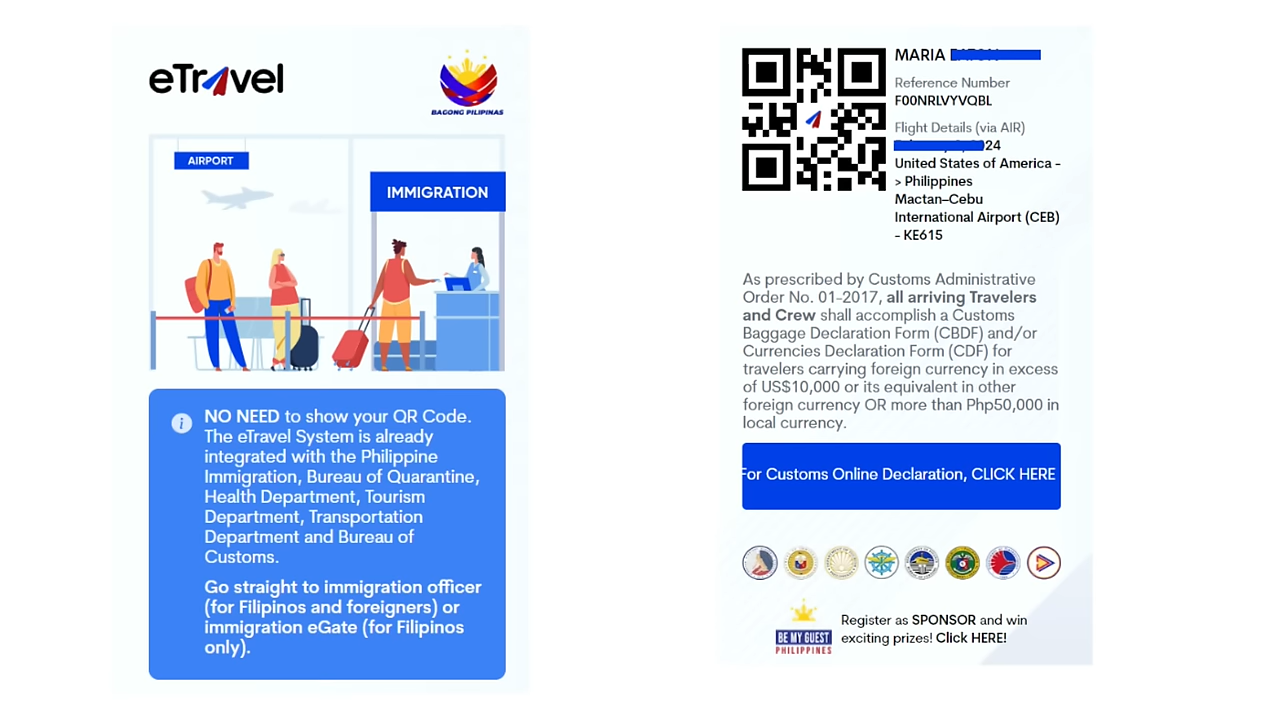 eTravel
BAGONG PILIPINAS
AIRPORT
IMMIGRATION
NO NEED to show your QR Code.
The eTravel System is already
integrated with the Philippine
Immigration, Bureau of Quarantine,
Health Department, Tourism
Department, Transportation
Department and Bureau of
Customs.
Go straight to immigration officer
(for Filipinos and foreigners) or
immigration eGate (for Filipinos
only).
MARIA
Reference Number
F00NRLVYVQBL
Flight Details (via AIR)
24
United States of America -
> Philippines
Mactan–Cebu
International Airport (CEB)
- KE615
As prescribed by Customs Administrative
Order No. 01-2017, all arriving Travelers
and Crew shall accomplish a Customs
Baggage Declaration Form (CBDF) and/or
Currencies Declaration Form (CDF) for
travelers carrying foreign currency in excess
of US$10,000 or its equivalent in other
foreign currency OR more than Php50,000 in
local currency.
For Customs Online Declaration, CLICK HERE
BE MY GUEST
PHILIPPINES
Register as SPONSOR and win
exciting prizes! Click HERE!